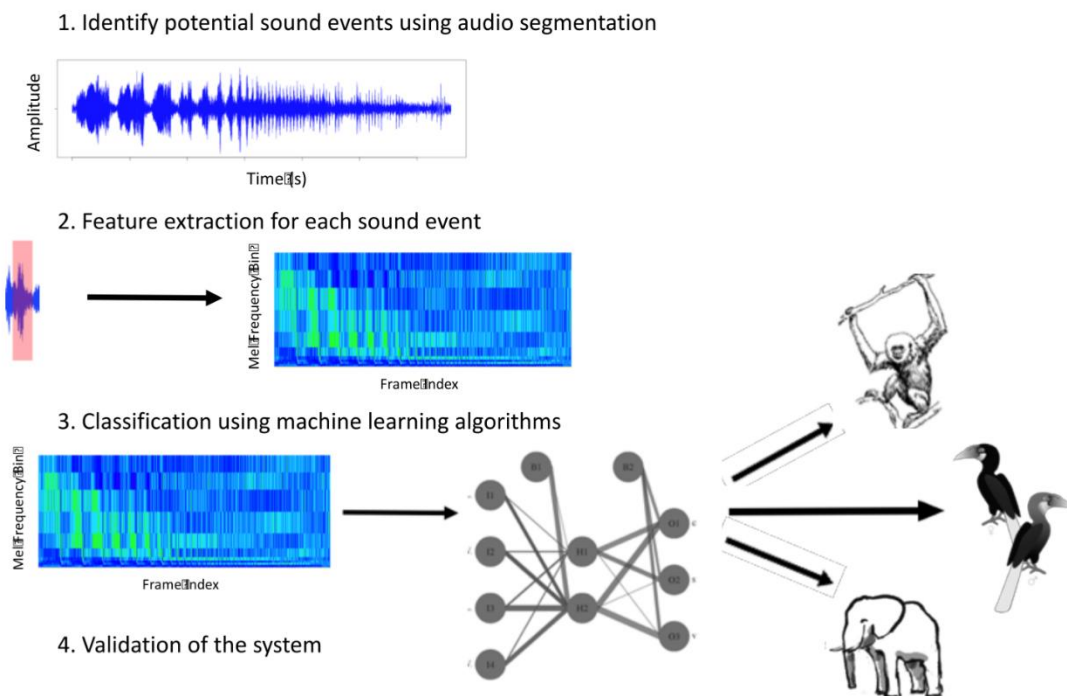 1. Identify potential sound events using audio segmentation
Amplitude
Time (s)
2. Feature extraction for each sound event
Mel Frequency Bin
Frame Index
3. Classification using machine learning algorithms
Mel Frequency Bin
Frame Index
B1
B2
I1
I2
I3
I4
H1
H2
O1
O2
O3
4. Validation of the system